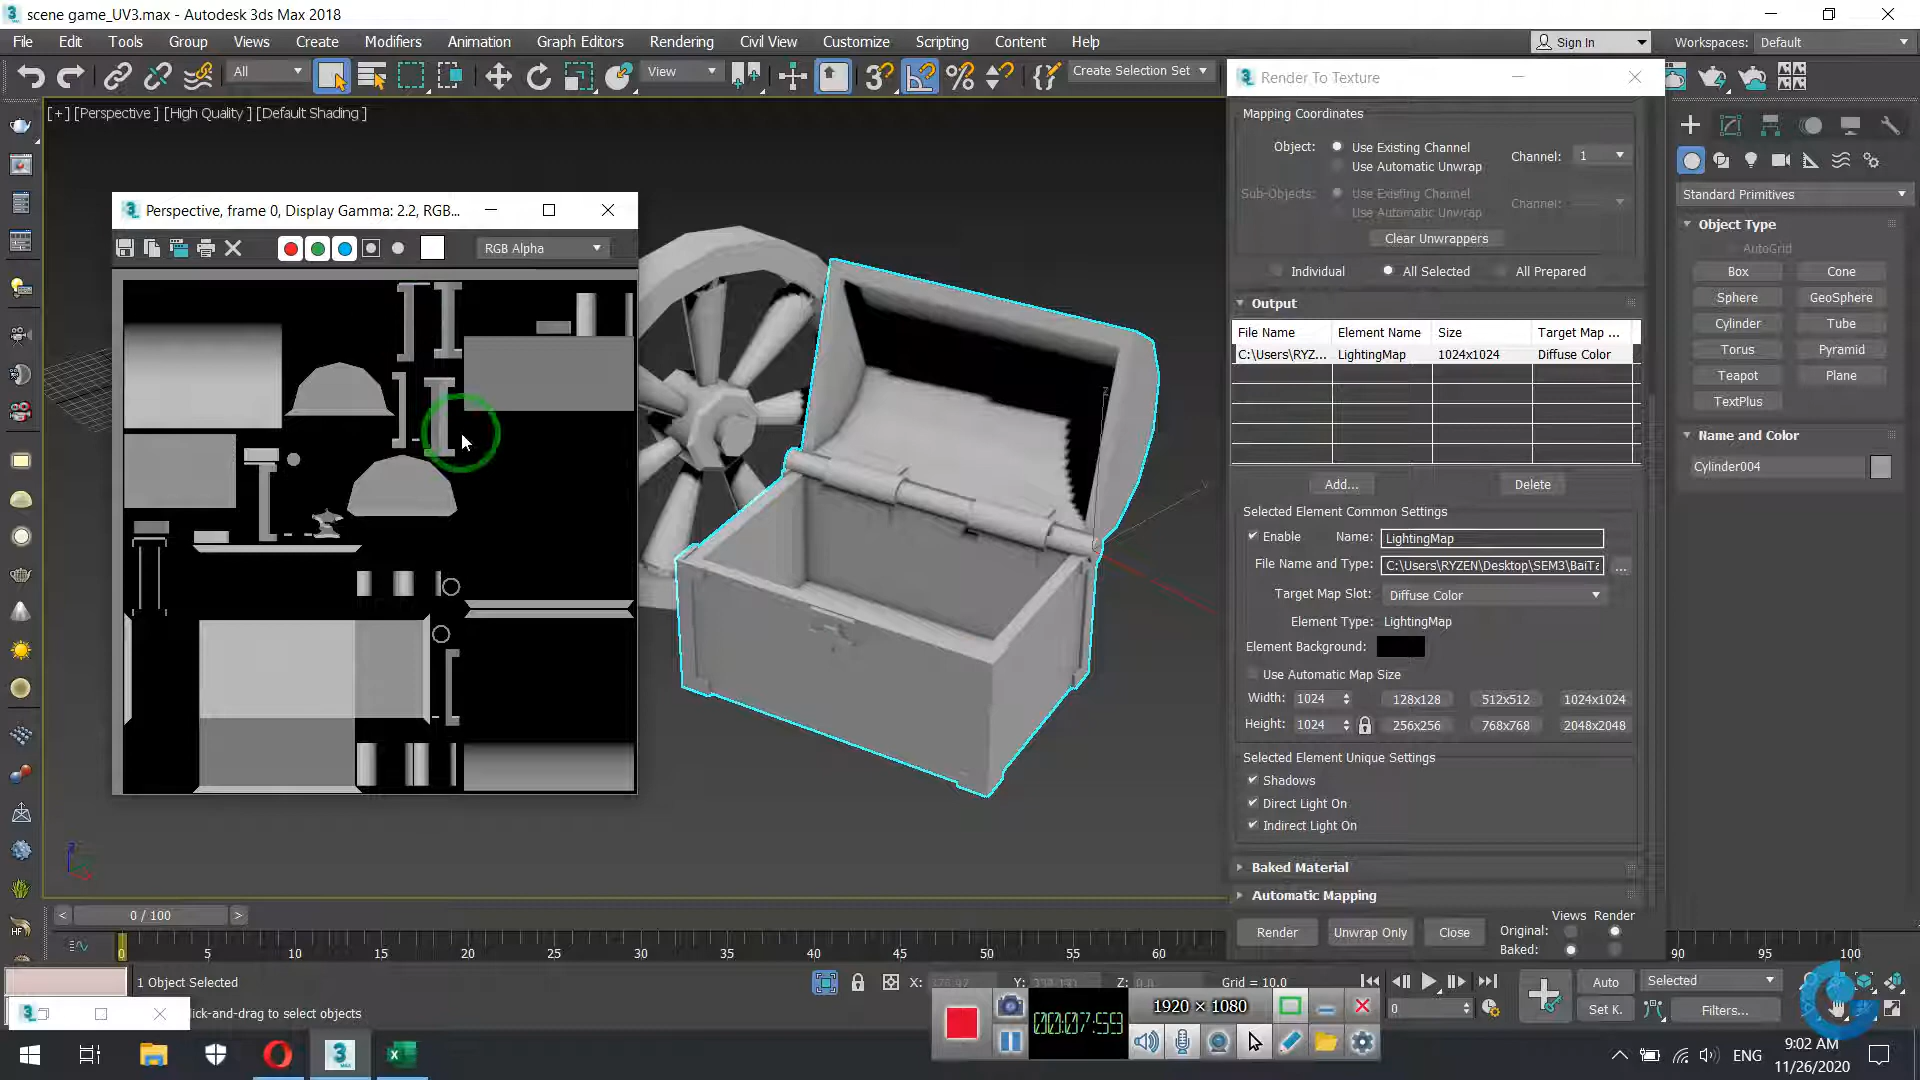 scene game_UV3.max - Autodesk 3ds Max 2018
File Edit Tools Group Views Create Modifiers Animation Graph Editors Rendering Civil View Customize Scripting Content Help
Sign In Workspaces: Default
All View Create Selection Set
[+] [Perspective ] [High Quality ] [Default Shading ]
Perspective, frame 0, Display Gamma: 2.2, RGB...
RGB Alpha
Render To Texture
Mapping Coordinates
Object: Use Existing Channel
Use Automatic Unwrap
Channel: 1
Sub-Objects: Use Existing Channel
Use Automatic Unwrap
Channel:
Clear Unwrappers
Individual All Selected All Prepared
Output
File Name Element Name Size Target Map ...
C:\Users\RYZ... LightingMap 1024x1024 Diffuse Color
Add... Delete
Selected Element Common Settings
Enable Name: LightingMap
File Name and Type: C:\Users\RYZEN\Desktop\SEM3\BaiTa ...
Target Map Slot: Diffuse Color
Element Type: LightingMap
Element Background:
Use Automatic Map Size
Width: 1024 128x128 512x512 1024x1024
Height: 1024 256x256 768x768 2048x2048
Selected Element Unique Settings
Shadows
Direct Light On
Indirect Light On
Baked Material
Automatic Mapping
Views Render
Render Unwrap Only Close Original:
Baked:
Standard Primitives
Object Type
AutoGrid
Box Cone
Sphere GeoSphere
Cylinder Tube
Torus Pyramid
Teapot Plane
TextPlus
Name and Color
Cylinder004
< 0 / 100 >
0 5 10 15 20 25 30 35 40 45 50 55 60 90 95 100
1 Object Selected
X: Y: Z: 0.0 Grid = 10.0
Auto Selected
lick-and-drag to select objects
00:07:59
1920 × 1080
0
Set K. Filters...
ENG
9:02 AM
11/26/2020